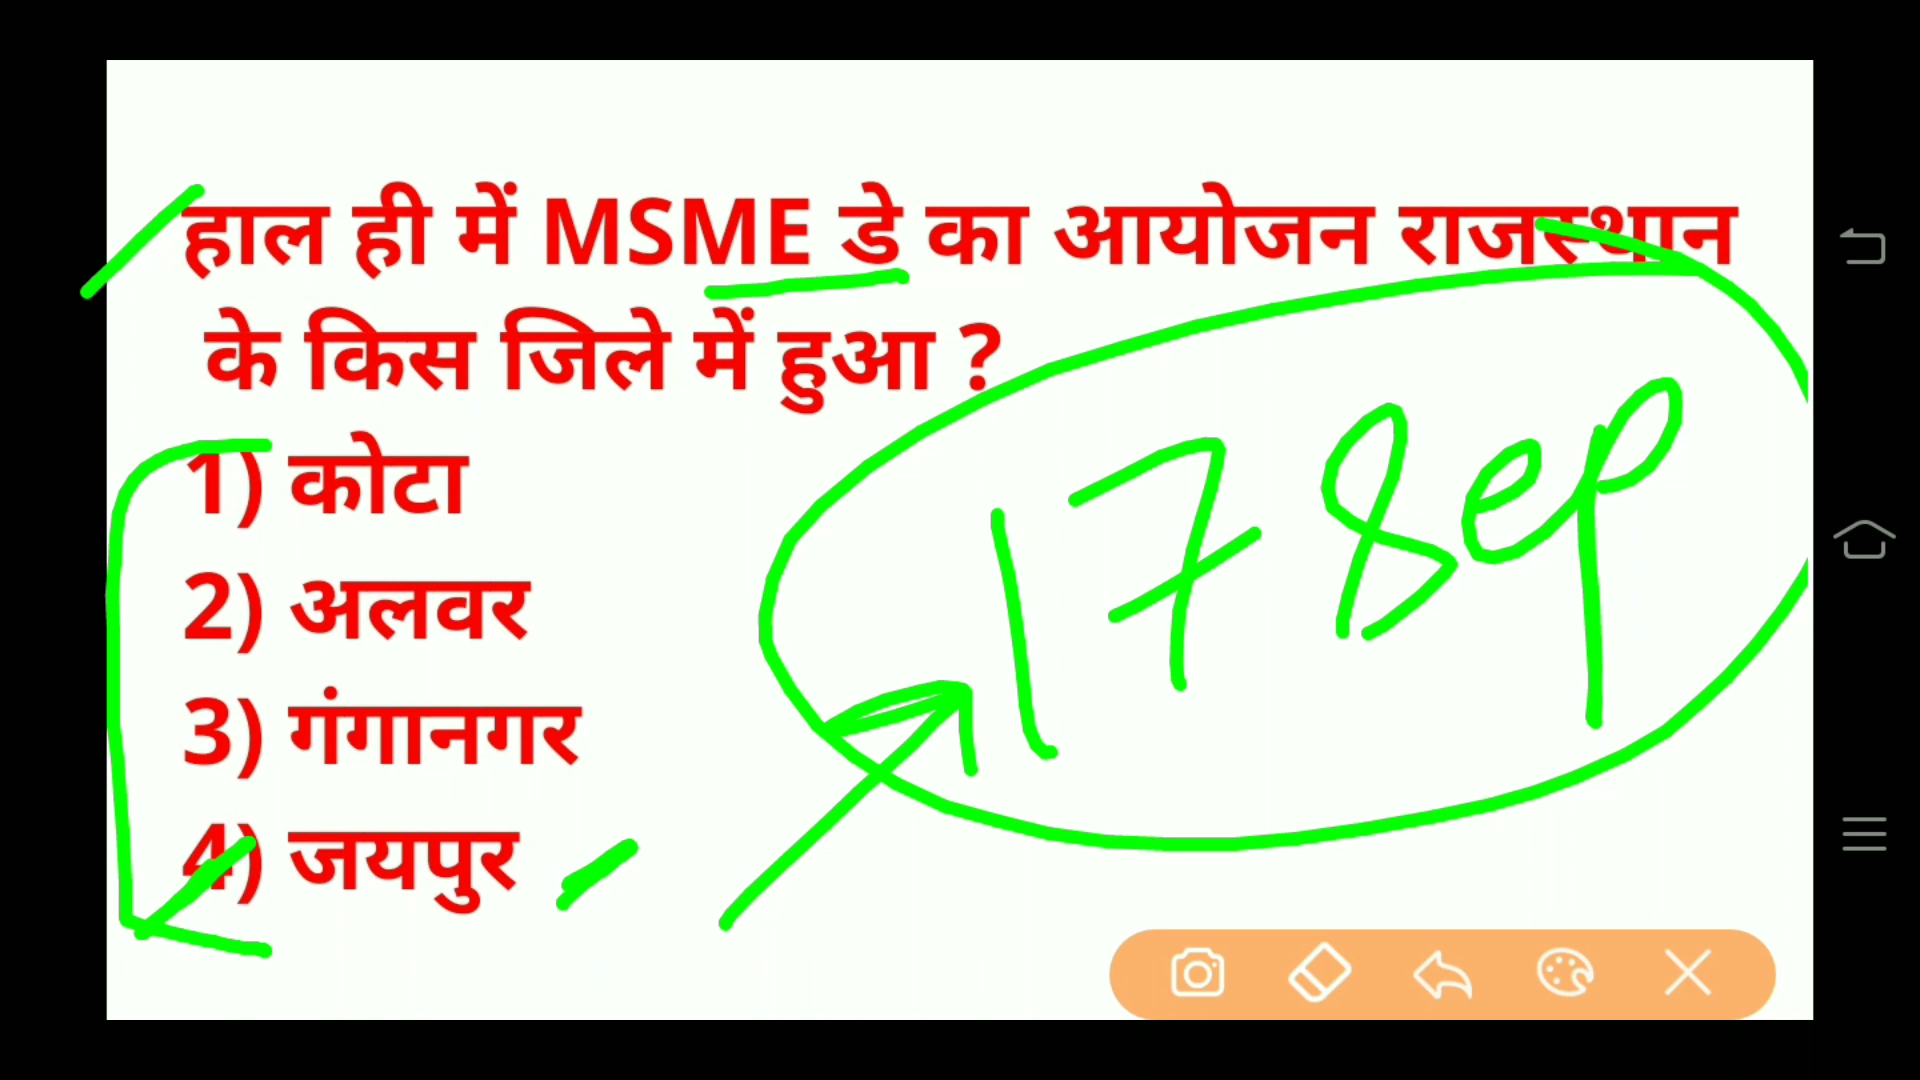 हाल ही में MSME डे का आयोजन राजस्थान
के किस जिले में हुआ ?
1) कोटा
2) अलवर
3) गंगानगर
4) जयपुर
17 Sep